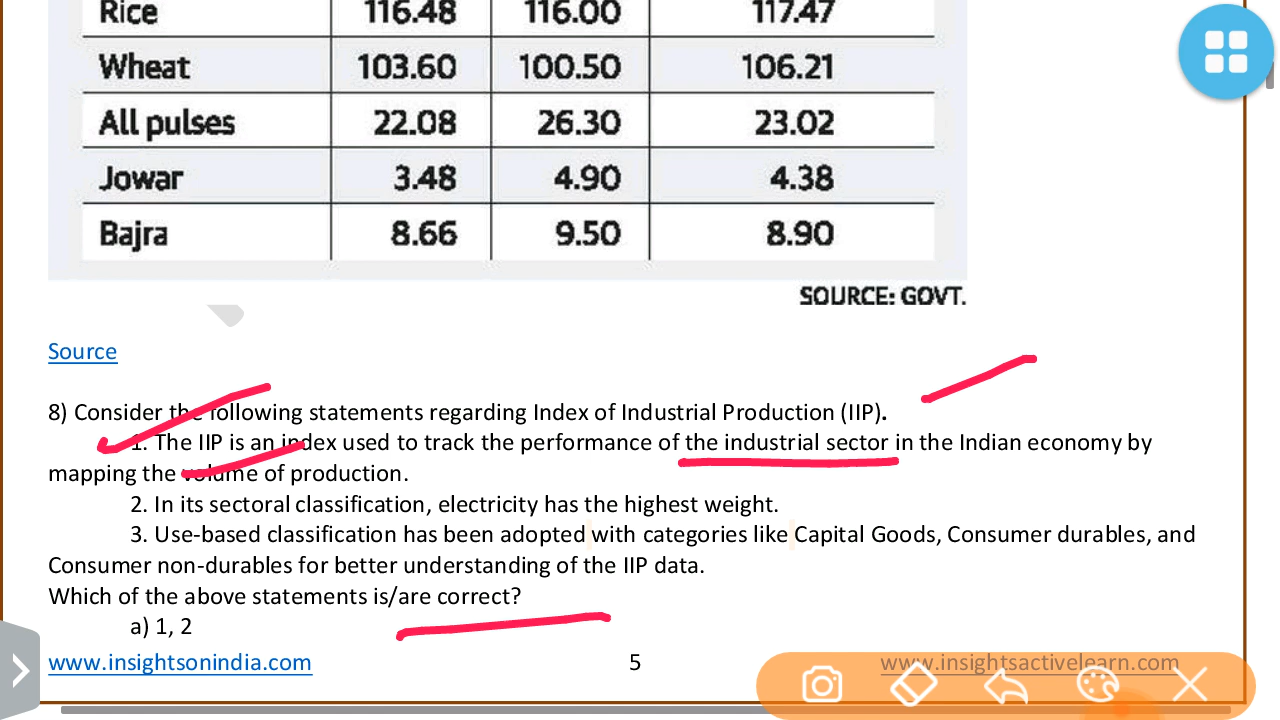 Rice 116.48 116.00 117.47
Wheat 103.60 100.50 106.21
All pulses 22.08 26.30 23.02
Jowar 3.48 4.90 4.38
Bajra 8.66 9.50 8.90
SOURCE: GOVT.
Source
8) Consider the following statements regarding Index of Industrial Production (IIP).
1. The IIP is an index used to track the performance of the industrial sector in the Indian economy by
mapping the volume of production.
2. In its sectoral classification, electricity has the highest weight.
3. Use-based classification has been adopted with categories like Capital Goods, Consumer durables, and
Consumer non-durables for better understanding of the IIP data.
Which of the above statements is/are correct?
a) 1, 2
www.insightsonindia.com 5 www.insightsactivelearn.com